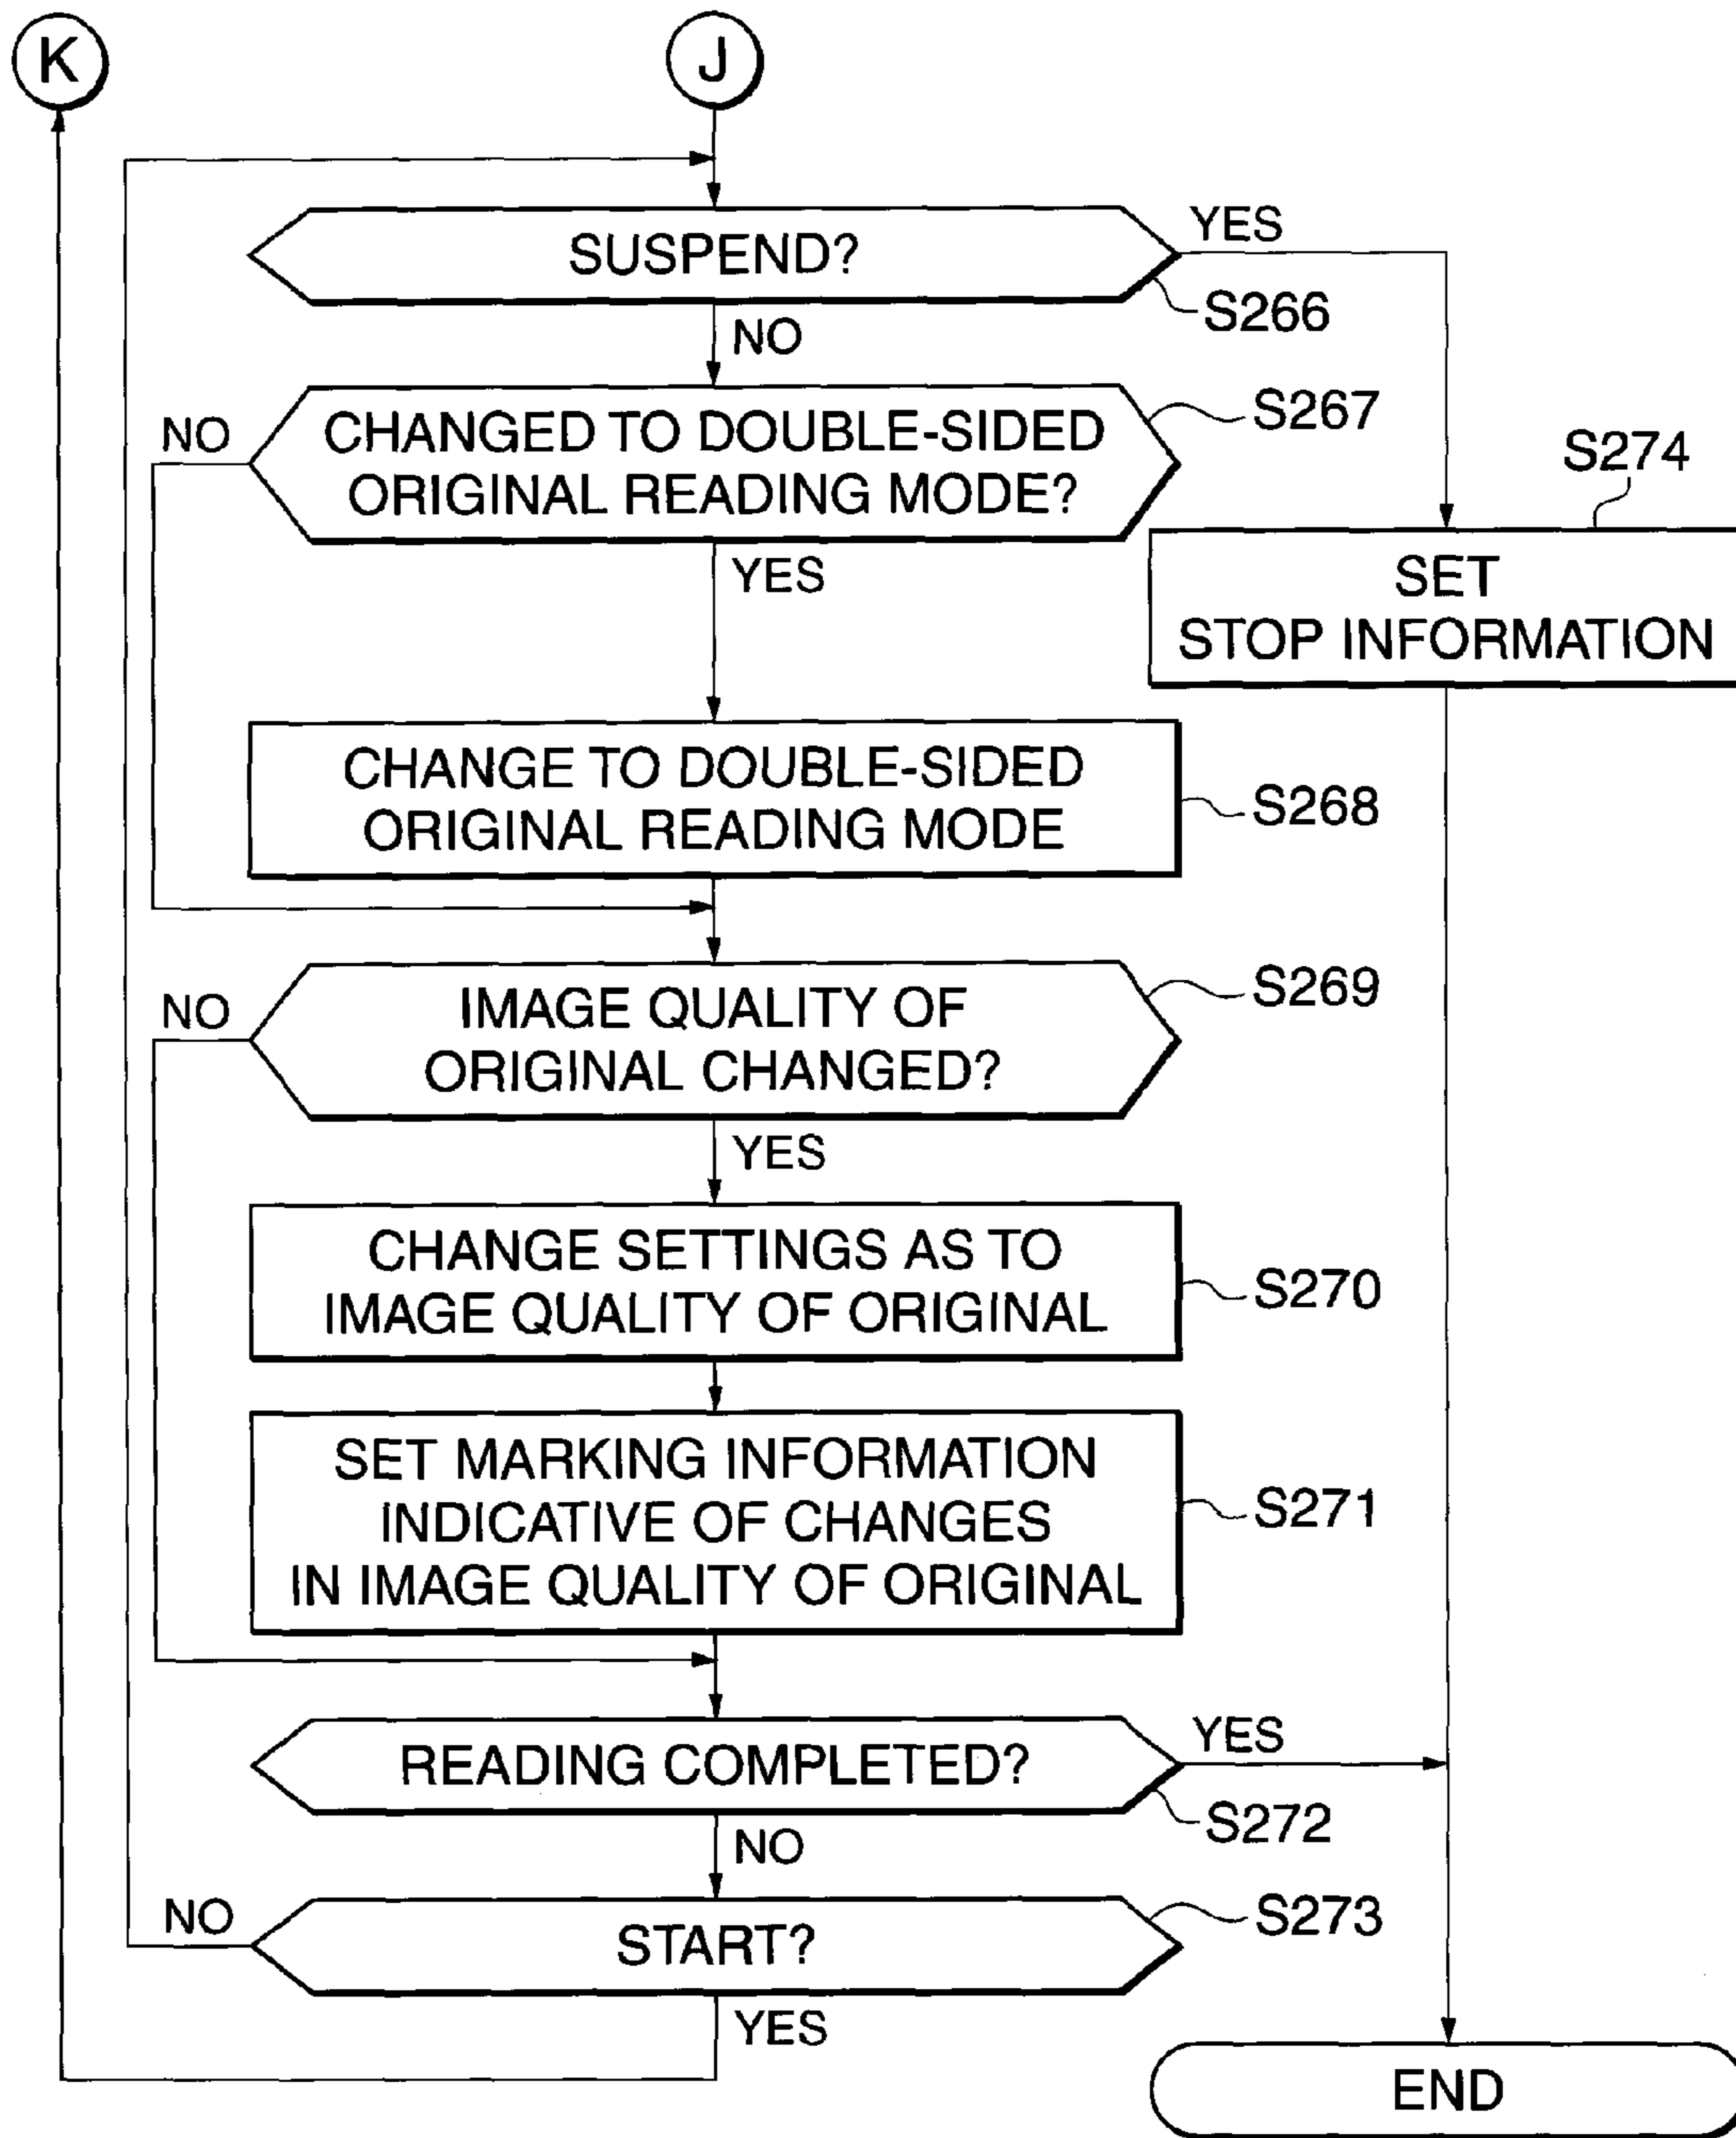 K
J
SUSPEND?
YES
S266
NO
CHANGED TO DOUBLE-SIDED
ORIGINAL READING MODE?
NO
S267
YES
S274
SET
STOP INFORMATION
CHANGE TO DOUBLE-SIDED
ORIGINAL READING MODE
S268
IMAGE QUALITY OF
ORIGINAL CHANGED?
NO
S269
YES
CHANGE SETTINGS AS TO
IMAGE QUALITY OF ORIGINAL
S270
SET MARKING INFORMATION
INDICATIVE OF CHANGES
IN IMAGE QUALITY OF ORIGINAL
S271
READING COMPLETED?
YES
S272
NO
START?
NO
S273
YES
END